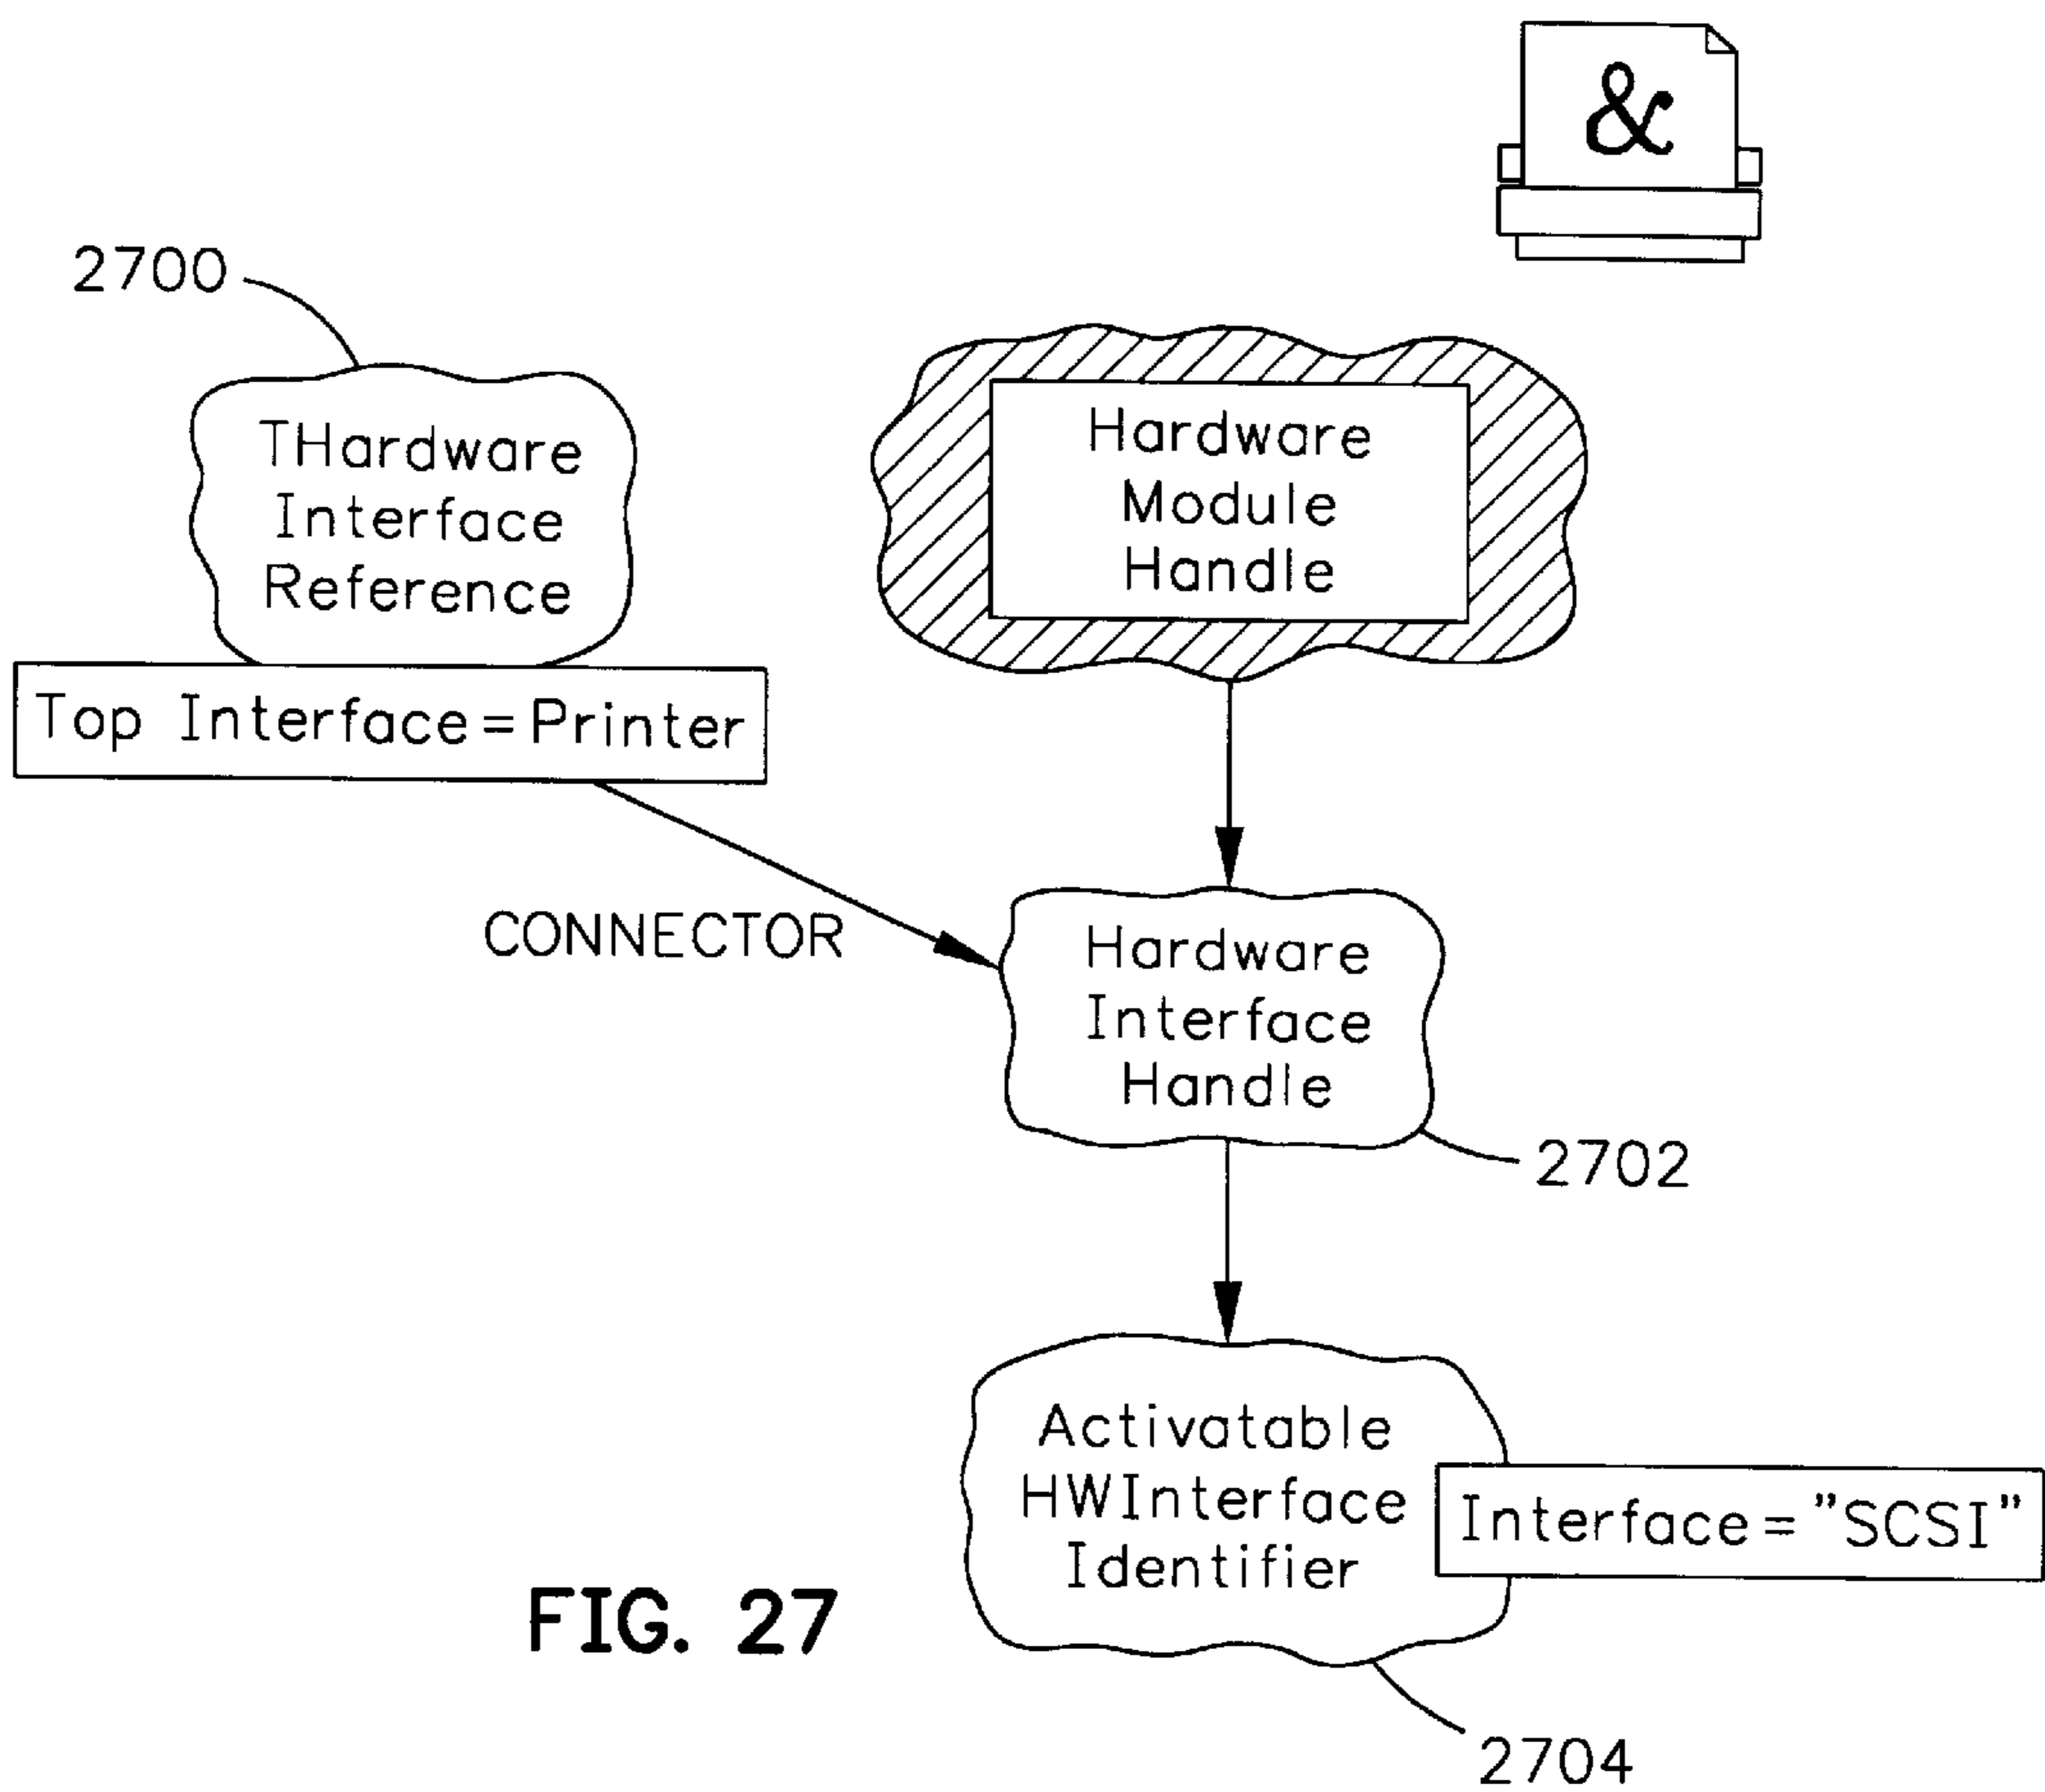 &
2700
THardware
Interface
Reference
Top Interface=Printer
Hardware
Module
Handle
CONNECTOR
Hardware
Interface
Handle
2702
Activatable
HWInterface
Identifier
Interface="SCSI"
2704
FIG. 27